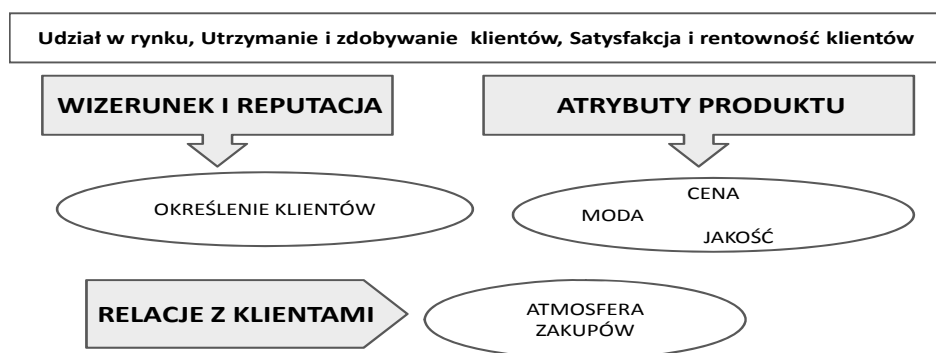 Udział w rynku, Utrzymanie i zdobywanie klientów, Satysfakcja i rentowność klientów
WIZERUNEK I REPUTACJA
ATRYBUTY PRODUKTU
OKREŚLENIE KLIENTÓW
CENA
MODA
JAKOŚĆ
RELACJE Z KLIENTAMI
ATMOSFERA
ZAKUPÓW